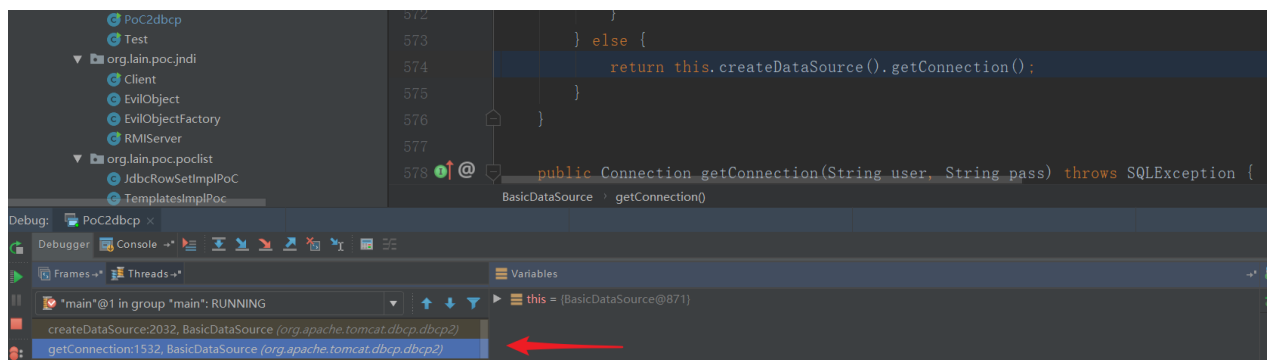 PoC2dbcp
Test
org.lain.poc.jndi
Client
EvilObject
EvilObjectFactory
RMIServer
org.lain.poc.poclist
JdbcRowSetImplPoC
TemplatesImplPoc
572 }
573 } else {
574 return this.createDataSource().getConnection();
575 }
576 }
577
578 @ public Connection getConnection(String user, String pass) throws SQLException {
BasicDataSource › getConnection()
Debug: PoC2dbcp ×
Debugger Console
Frames Threads
Variables
"main"@1 in group "main": RUNNING
this = {BasicDataSource@871}
createDataSource:2032, BasicDataSource (org.apache.tomcat.dbcp.dbcp2)
getConnection:1532, BasicDataSource (org.apache.tomcat.dbcp.dbcp2)